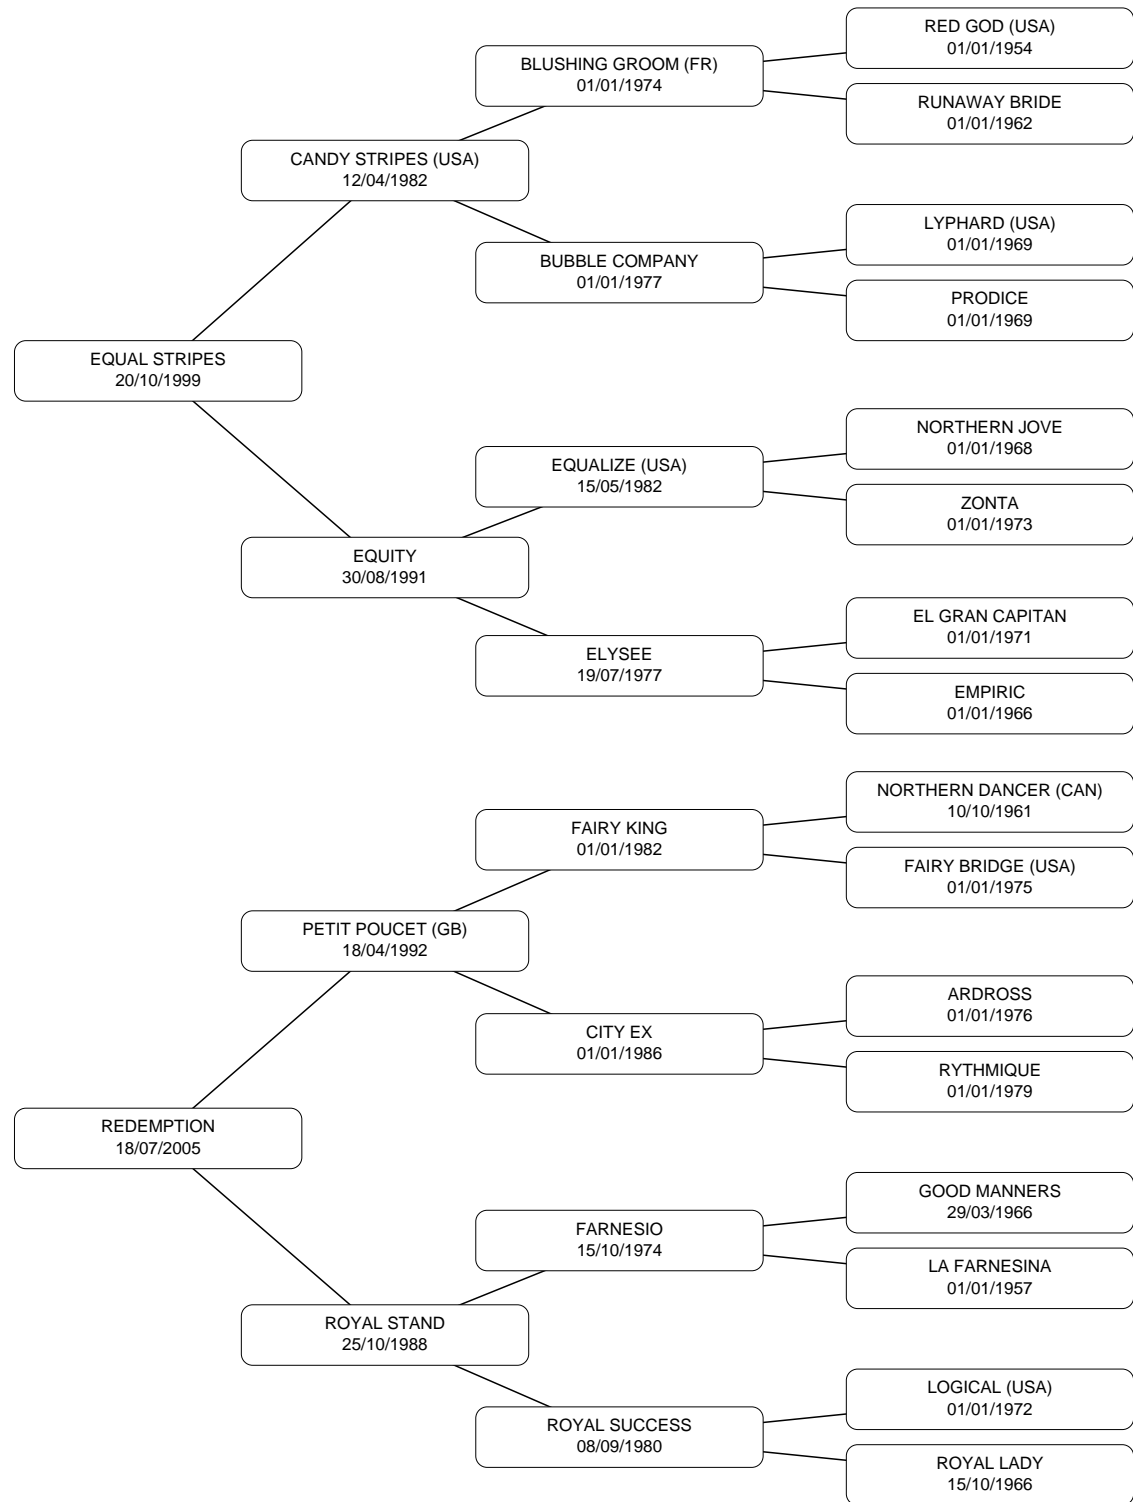 RED GOD (USA)
01/01/1954
BLUSHING GROOM (FR)
01/01/1974
RUNAWAY BRIDE
01/01/1962
CANDY STRIPES (USA)
12/04/1982
LYPHARD (USA)
01/01/1969
BUBBLE COMPANY
01/01/1977
PRODICE
01/01/1969
EQUAL STRIPES
20/10/1999
NORTHERN JOVE
01/01/1968
EQUALIZE (USA)
15/05/1982
ZONTA
01/01/1973
EQUITY
30/08/1991
EL GRAN CAPITAN
01/01/1971
ELYSEE
19/07/1977
EMPIRIC
01/01/1966
NORTHERN DANCER (CAN)
10/10/1961
FAIRY KING
01/01/1982
FAIRY BRIDGE (USA)
01/01/1975
PETIT POUCET (GB)
18/04/1992
ARDROSS
01/01/1976
CITY EX
01/01/1986
RYTHMIQUE
01/01/1979
REDEMPTION
18/07/2005
GOOD MANNERS
29/03/1966
FARNESIO
15/10/1974
LA FARNESINA
01/01/1957
ROYAL STAND
25/10/1988
LOGICAL (USA)
01/01/1972
ROYAL SUCCESS
08/09/1980
ROYAL LADY
15/10/1966